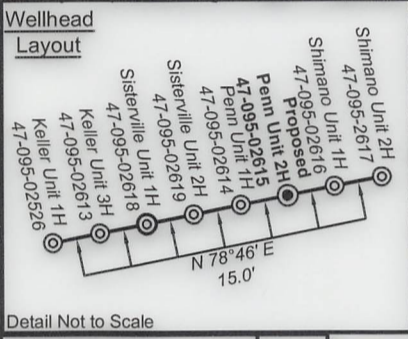 Wellhead
Layout
Keller Unit 1H
47-095-02526
Keller Unit 3H
47-095-02613
Sisterville Unit 1H
47-095-02618
Sisterville Unit 2H
47-095-02619
Penn Unit 1H
47-095-02614
Proposed
Penn Unit 2H
47-095-02615
Shimano Unit 1H
47-095-02616
Shimano Unit 2H
47-095-2617
N 78°46' E
15.0'
Detail Not to Scale